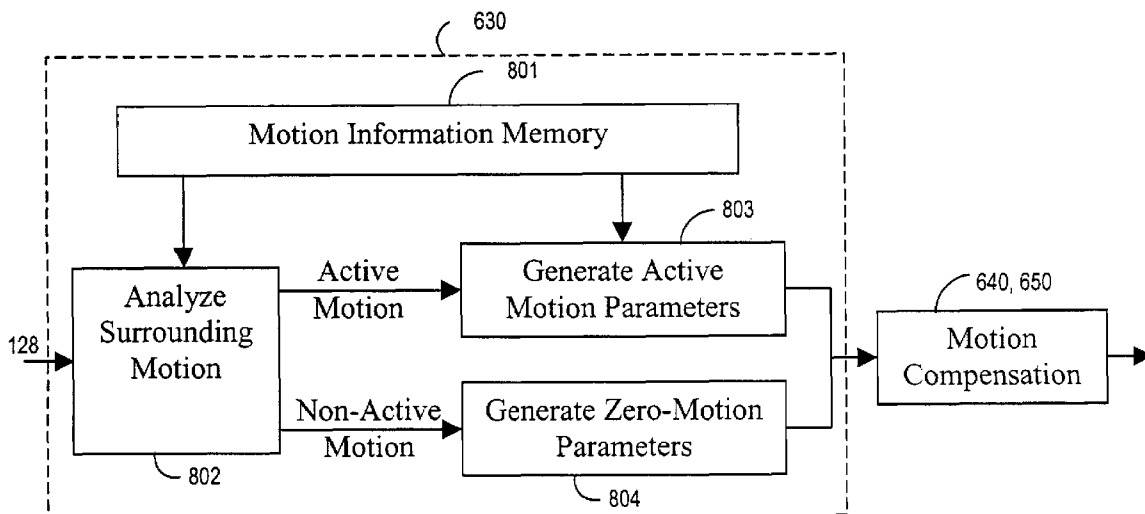 630
801
Motion Information Memory
803
Analyze
Surrounding
Motion
Active
Motion
Generate Active
Motion Parameters
640, 650
Motion
Compensation
128
Non-Active
Motion
Generate Zero-Motion
Parameters
802
804